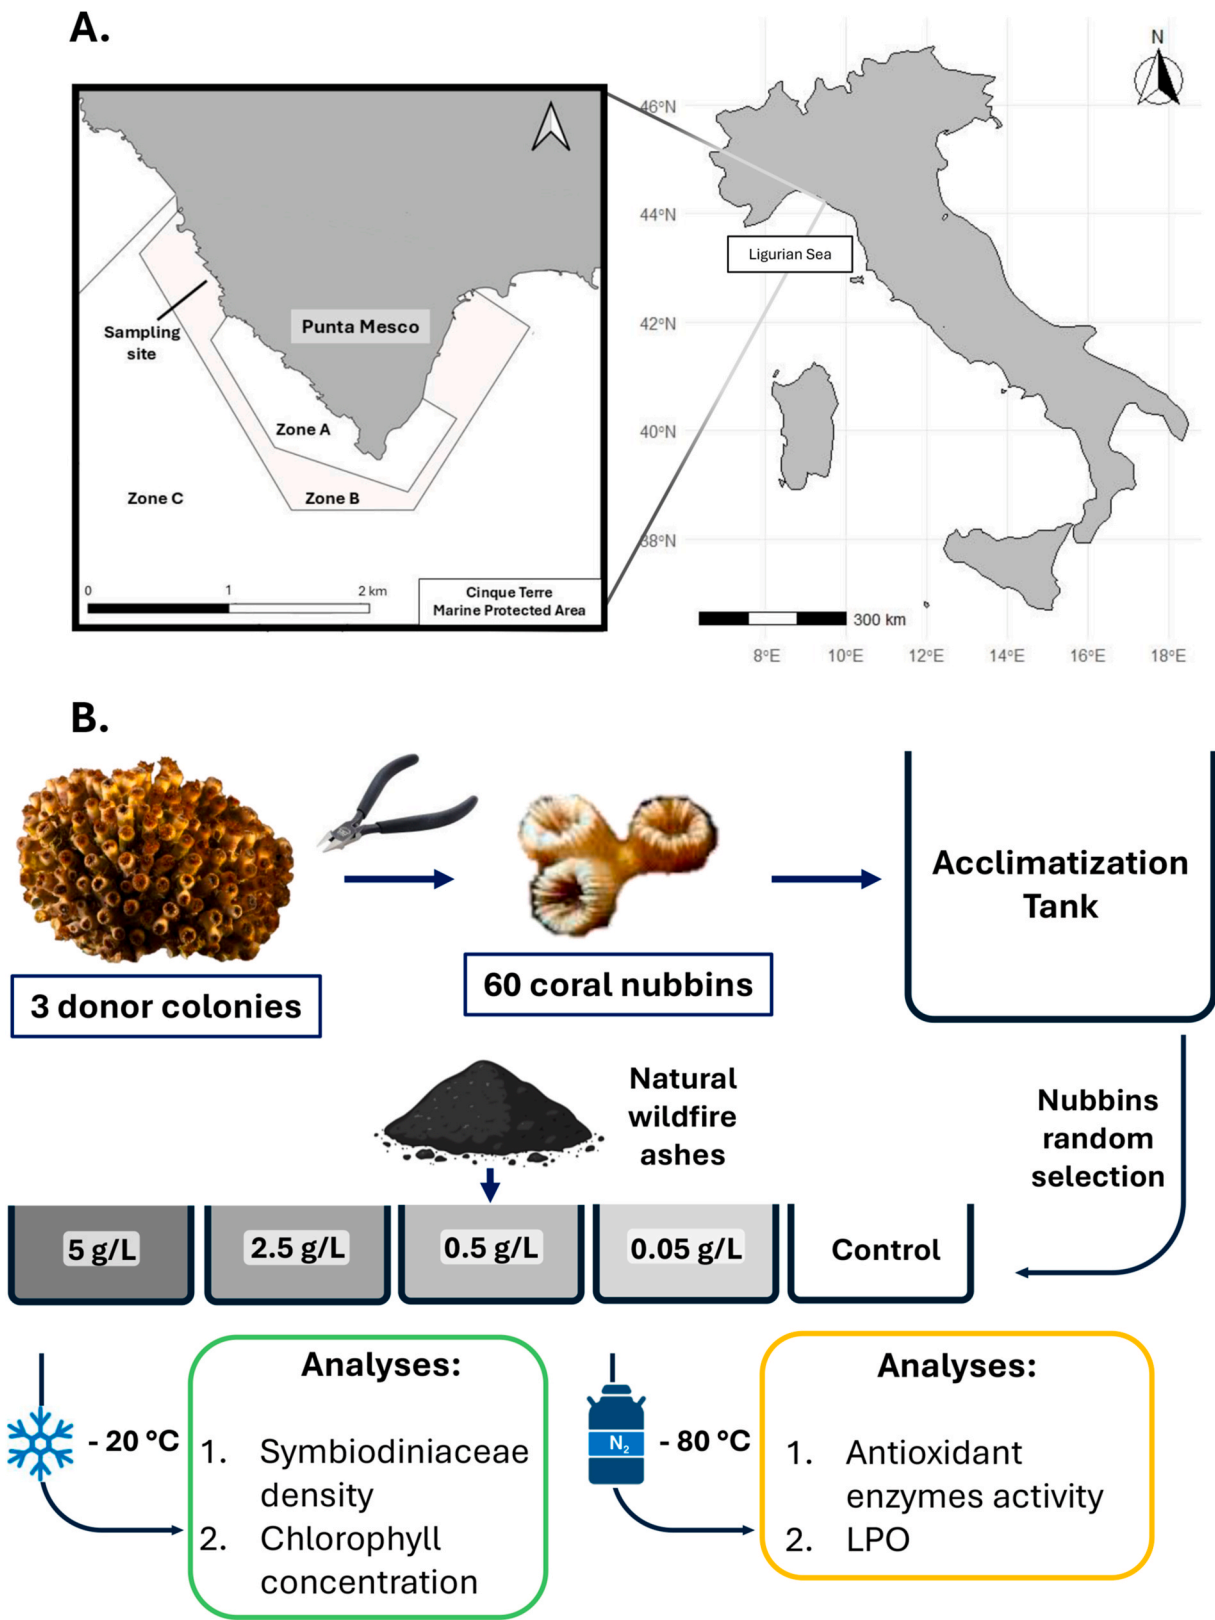 A.
N
46°N
44°N
Ligurian Sea
42°N
40°N
38°N
300 km
8°E
10°E
12°E
14°E
16°E
18°E
Sampling
site
Punta Mesco
Zone A
Zone B
Zone C
0
1
2 km
Cinque Terre
Marine Protected Area
B.
3 donor colonies
60 coral nubbins
Acclimatization
Tank
Natural
wildfire
ashes
Nubbins
random
selection
5 g/L
2.5 g/L
0.5 g/L
0.05 g/L
Control
- 20 °C
Analyses:
1. Symbiodiniaceae
density
2. Chlorophyll
concentration
N₂
- 80 °C
Analyses:
1. Antioxidant
enzymes activity
2. LPO